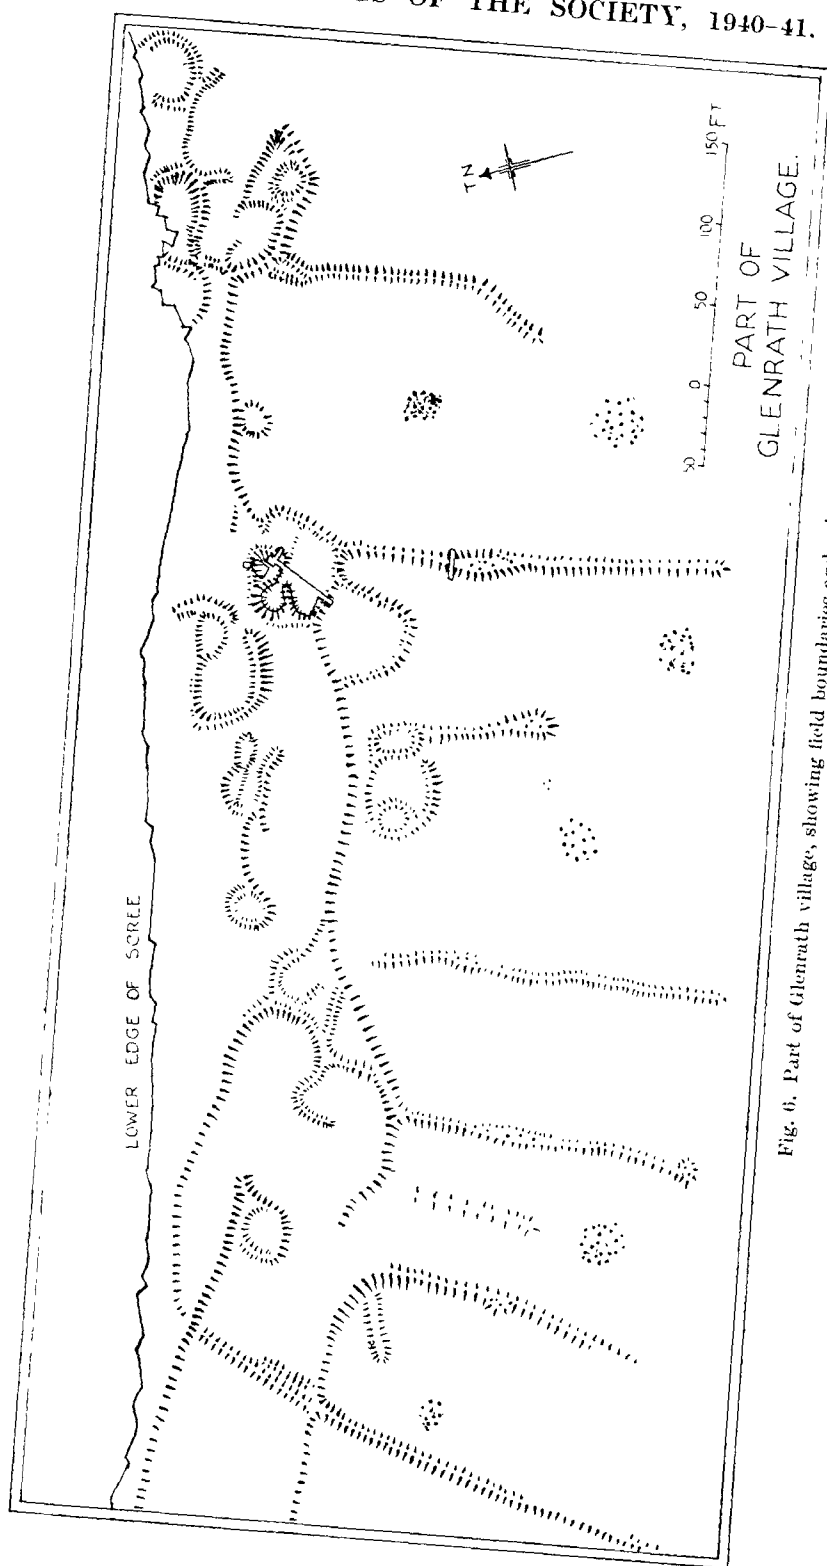 OF THE SOCIETY, 1940-41.
TN
50 0 50 100 150 FT
PART OF
GLENRATH VILLAGE.
LOWER EDGE OF SCREE
Fig. 6. Part of Glenrath village, showing field boundaries